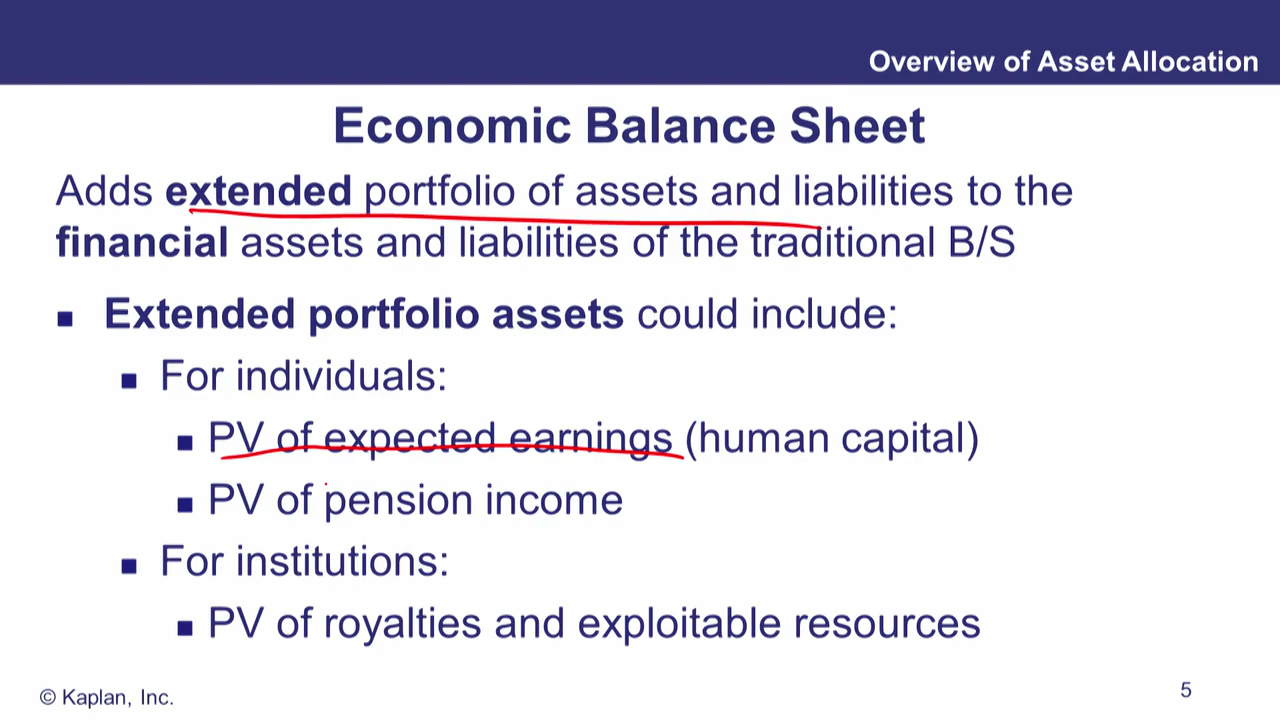 Overview of Asset Allocation
Economic Balance Sheet
Adds extended portfolio of assets and liabilities to the
financial assets and liabilities of the traditional B/S
■ Extended portfolio assets could include:
■ For individuals:
■ PV of expected earnings (human capital)
■ PV of pension income
■ For institutions:
■ PV of royalties and exploitable resources
© Kaplan, Inc.
5